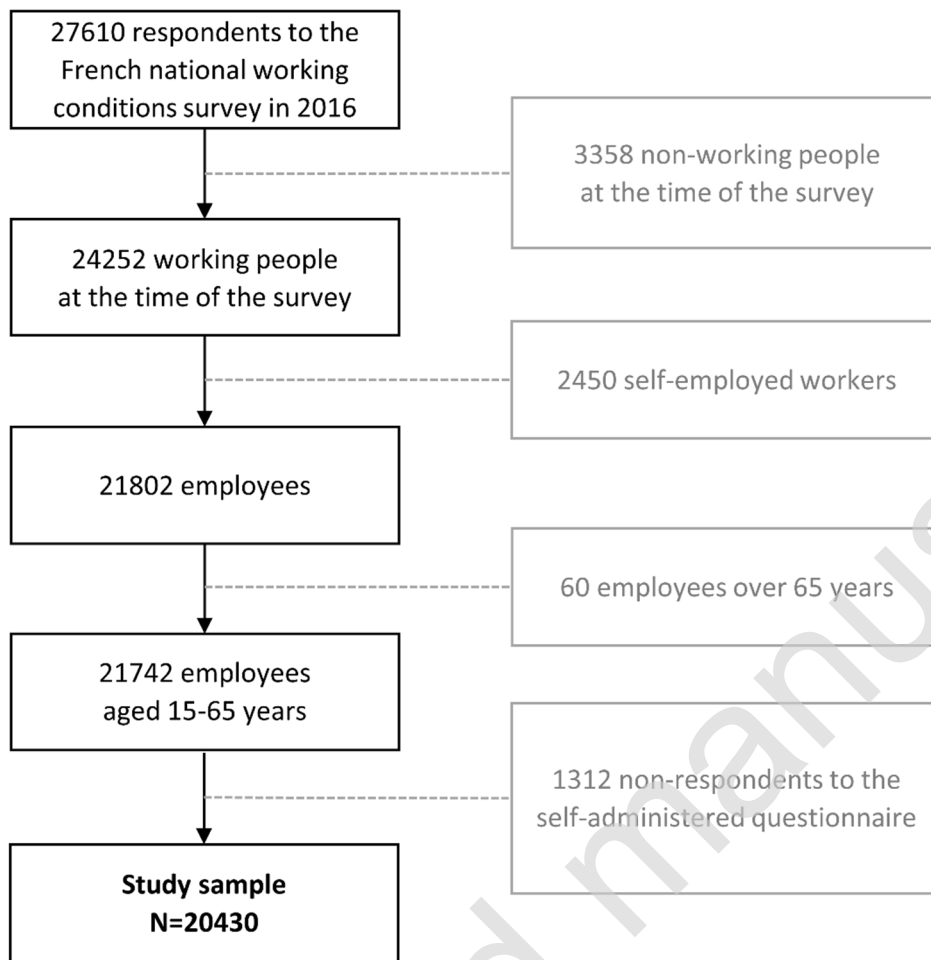 27610 respondents to the
French national working
conditions survey in 2016
3358 non-working people
at the time of the survey
24252 working people
at the time of the survey
2450 self-employed workers
21802 employees
60 employees over 65 years
21742 employees
aged 15-65 years
1312 non-respondents to the
self-administered questionnaire
Study sample
N=20430